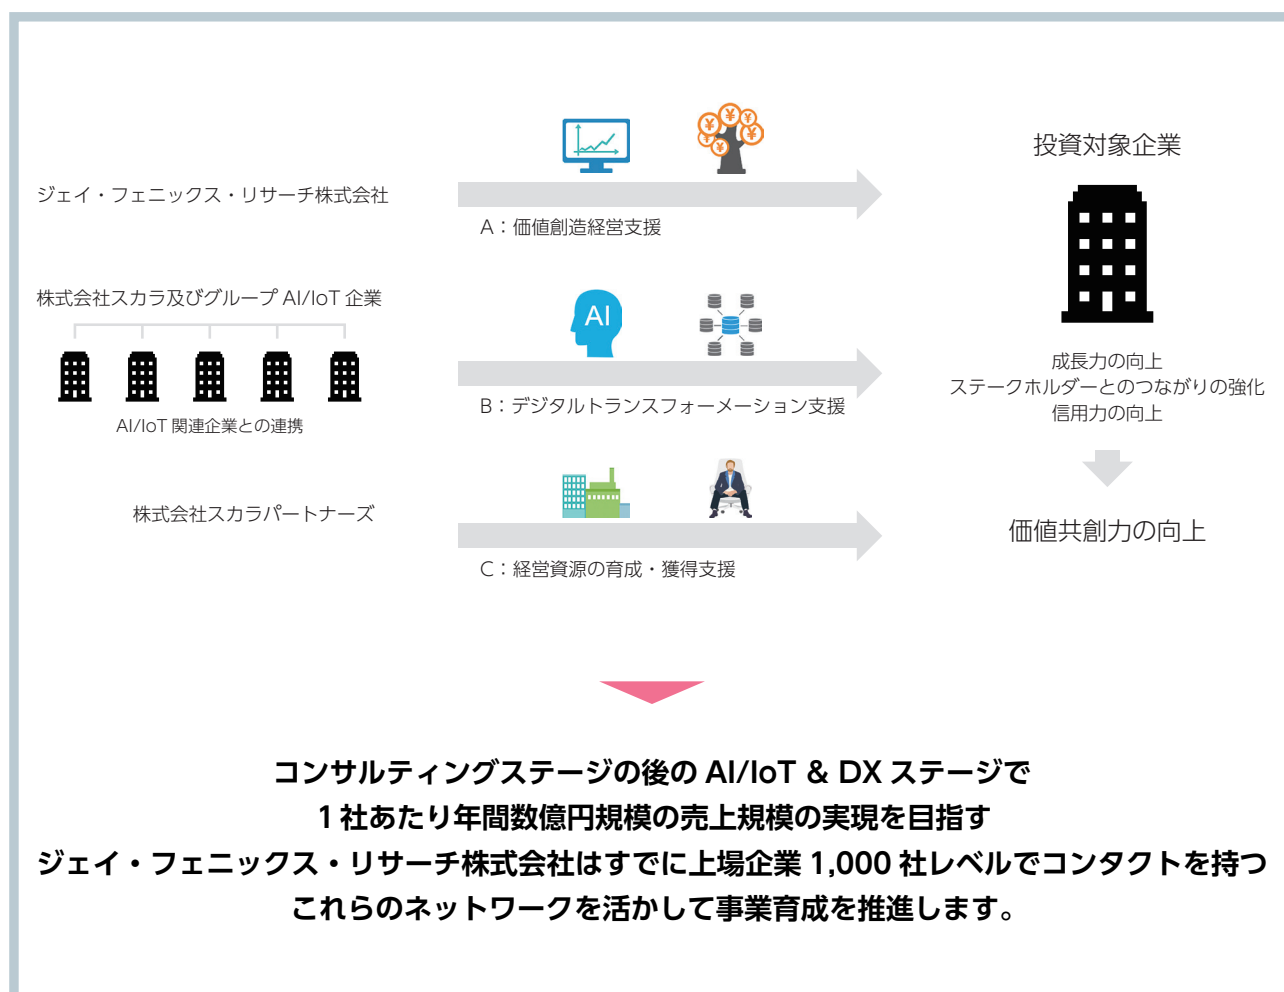 ジェイ・フェニックス・リサーチ株式会社
¥ ¥ ¥ ¥ ¥ ¥
A：価値創造経営支援
株式会社スカラ及びグループ AI/IoT 企業
AI/IoT 関連企業との連携
AI
B：デジタルトランスフォーメーション支援
株式会社スカラパートナーズ
C：経営資源の育成・獲得支援
投資対象企業
成長力の向上
ステークホルダーとのつながりの強化
信用力の向上
価値共創力の向上
コンサルティングステージの後の AI/IoT & DX ステージで
1 社あたり年間数億円規模の売上規模の実現を目指す
ジェイ・フェニックス・リサーチ株式会社はすでに上場企業 1,000 社レベルでコンタクトを持つ
これらのネットワークを活かして事業育成を推進します。